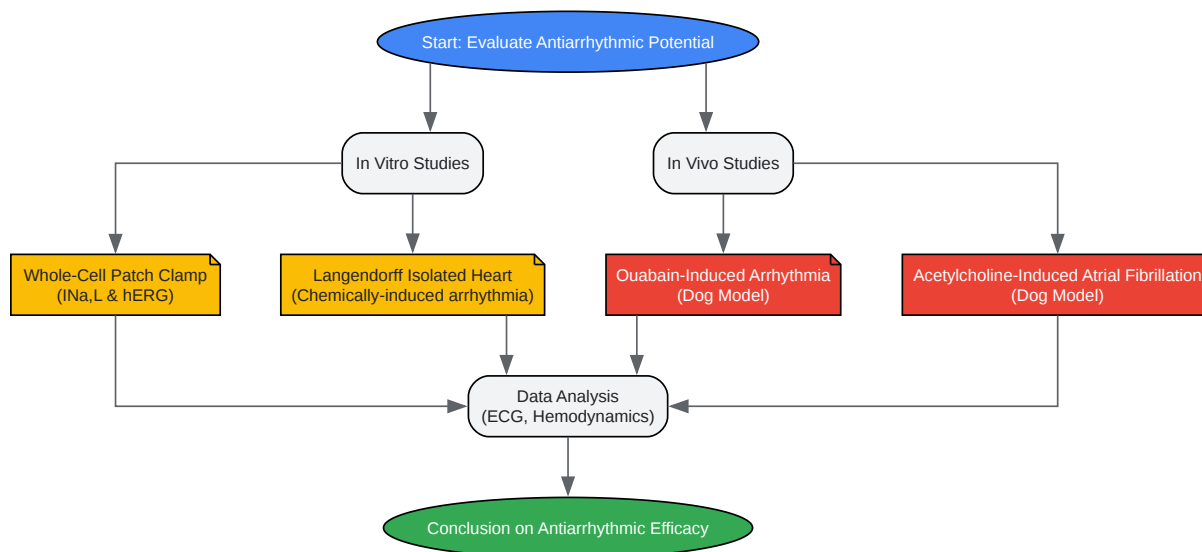 Start: Evaluate Antiarrhythmic Potential
In Vitro Studies
In Vivo Studies
Whole-Cell Patch Clamp
(INa,L & hERG)
Langendorff Isolated Heart
(Chemically-induced arrhythmia)
Ouabain-Induced Arrhythmia
(Dog Model)
Acetylcholine-Induced Atrial Fibrillation
(Dog Model)
Data Analysis
(ECG, Hemodynamics)
Conclusion on Antiarrhythmic Efficacy